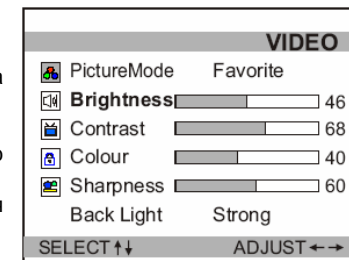 VIDEO
PictureMode Favorite
Brightness 46
Contrast 68
Colour 40
Sharpness 60
Back Light Strong
SELECT↑↓ ADJUST←→